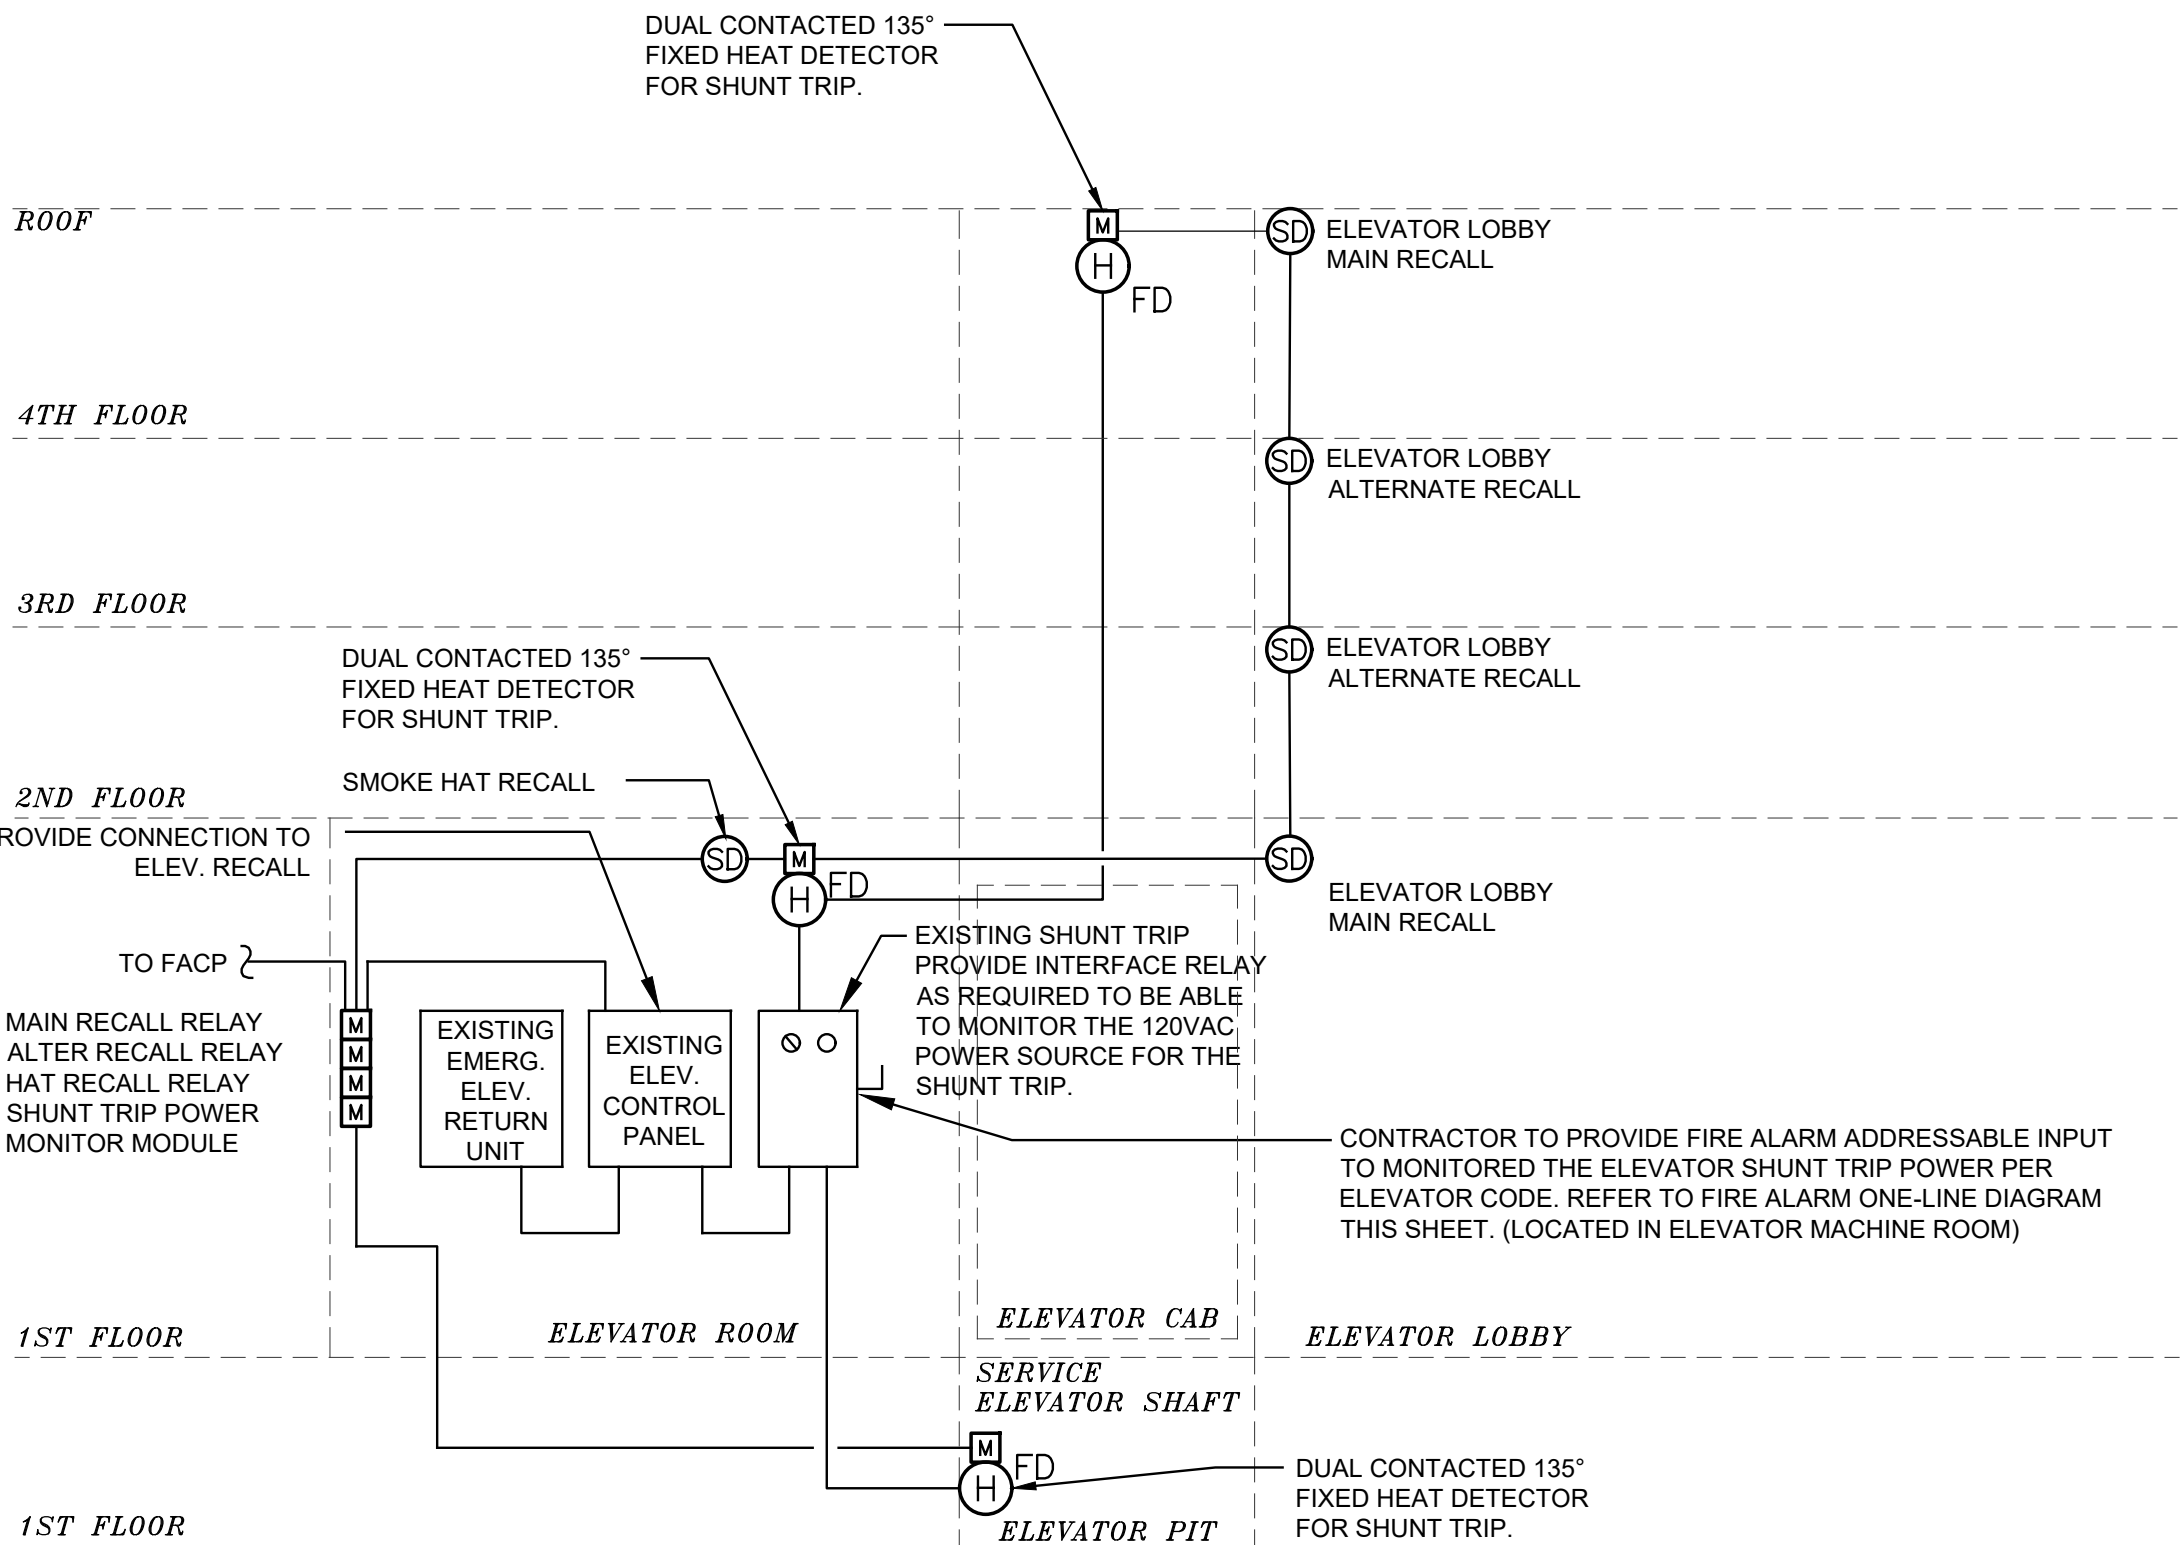 DUAL CONTACTED 135°
FIXED HEAT DETECTOR
FOR SHUNT TRIP.
ROOF
M
H
FD
SD
ELEVATOR LOBBY
MAIN RECALL
4TH FLOOR
SD
ELEVATOR LOBBY
ALTERNATE RECALL
3RD FLOOR
SD
ELEVATOR LOBBY
ALTERNATE RECALL
DUAL CONTACTED 135°
FIXED HEAT DETECTOR
FOR SHUNT TRIP.
SMOKE HAT RECALL
2ND FLOOR
ROVIDE CONNECTION TO
ELEV. RECALL
SD
M
H
FD
SD
ELEVATOR LOBBY
MAIN RECALL
TO FACP
EXISTING SHUNT TRIP
PROVIDE INTERFACE RELAY
AS REQUIRED TO BE ABLE
TO MONITOR THE 120VAC
POWER SOURCE FOR THE
SHUNT TRIP.
MAIN RECALL RELAY
ALTER RECALL RELAY
HAT RECALL RELAY
SHUNT TRIP POWER
MONITOR MODULE
M
M
M
M
EXISTING
EMERG.
ELEV.
RETURN
UNIT
EXISTING
ELEV.
CONTROL
PANEL
CONTRACTOR TO PROVIDE FIRE ALARM ADDRESSABLE INPUT
TO MONITORED THE ELEVATOR SHUNT TRIP POWER PER
ELEVATOR CODE. REFER TO FIRE ALARM ONE-LINE DIAGRAM
THIS SHEET. (LOCATED IN ELEVATOR MACHINE ROOM)
1ST FLOOR
ELEVATOR ROOM
ELEVATOR CAB
ELEVATOR LOBBY
SERVICE
ELEVATOR SHAFT
M
H
FD
DUAL CONTACTED 135°
FIXED HEAT DETECTOR
FOR SHUNT TRIP.
1ST FLOOR
ELEVATOR PIT